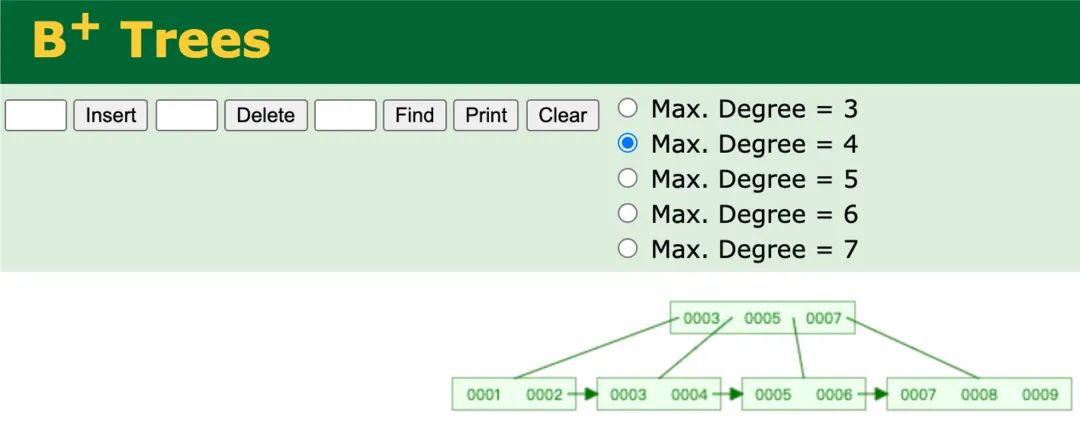 B+ Trees
Insert Delete Find Print Clear
Max. Degree = 3
Max. Degree = 4
Max. Degree = 5
Max. Degree = 6
Max. Degree = 7
0003 0005 0007
0001 0002 0003 0004 0005 0006 0007 0008 0009